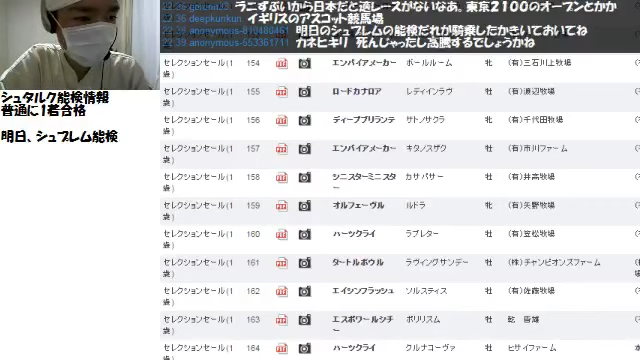 22 36 gateau23 ラこすぶいから日本だと適レースがないなあ。東京2100のオープンとかか
22 36 deepkunkun イギリスのアスコット競馬場
22 39 anonymous-810480461 明日のシュブレムの能検だれが騎乗したかきいておいてね
22 39 anonymous-553361711 カネヒキリ 死んじゃったし高騰するでしょうかね
シュタルク能検情報
普通に1着合格
明日、シュブレム能検
セレクションセール(1歳) 154 エンパイアメーカー ボールルーム 牡 (有)三石川上牧場
セレクションセール(1歳) 155 ロードカナロア レディインラヴ 牡 (有)渡辺牧場
セレクションセール(1歳) 156 ディープブリランテ サトノサクラ 牡 (有)千代田牧場
セレクションセール(1歳) 157 エンパイアメーカー キタノスザク 牡 (有)市川ファーム
セレクションセール(1歳) 158 シニスターミニスター カサ バサー 牡 (有)井高牧場
セレクションセール(1歳) 159 オルフェーヴル ルドラ 牡 (有)矢野牧場
セレクションセール(1歳) 160 ハーツクライ ラブレター 牡 (有)笠松牧場
セレクションセール(1歳) 161 タートルボウル ラヴィングサンデー 牡 (株)チャンピオンズファーム
セレクションセール(1歳) 162 エイシンフラッシュ ソルスティス 牡 (有)佐藤牧場
セレクションセール(1歳) 163 エスポワールシチー ボリリズム 牡
セレクションセール(1歳) 164 ハーツクライ クルナコーヴァ 牡 ヒサイファーム